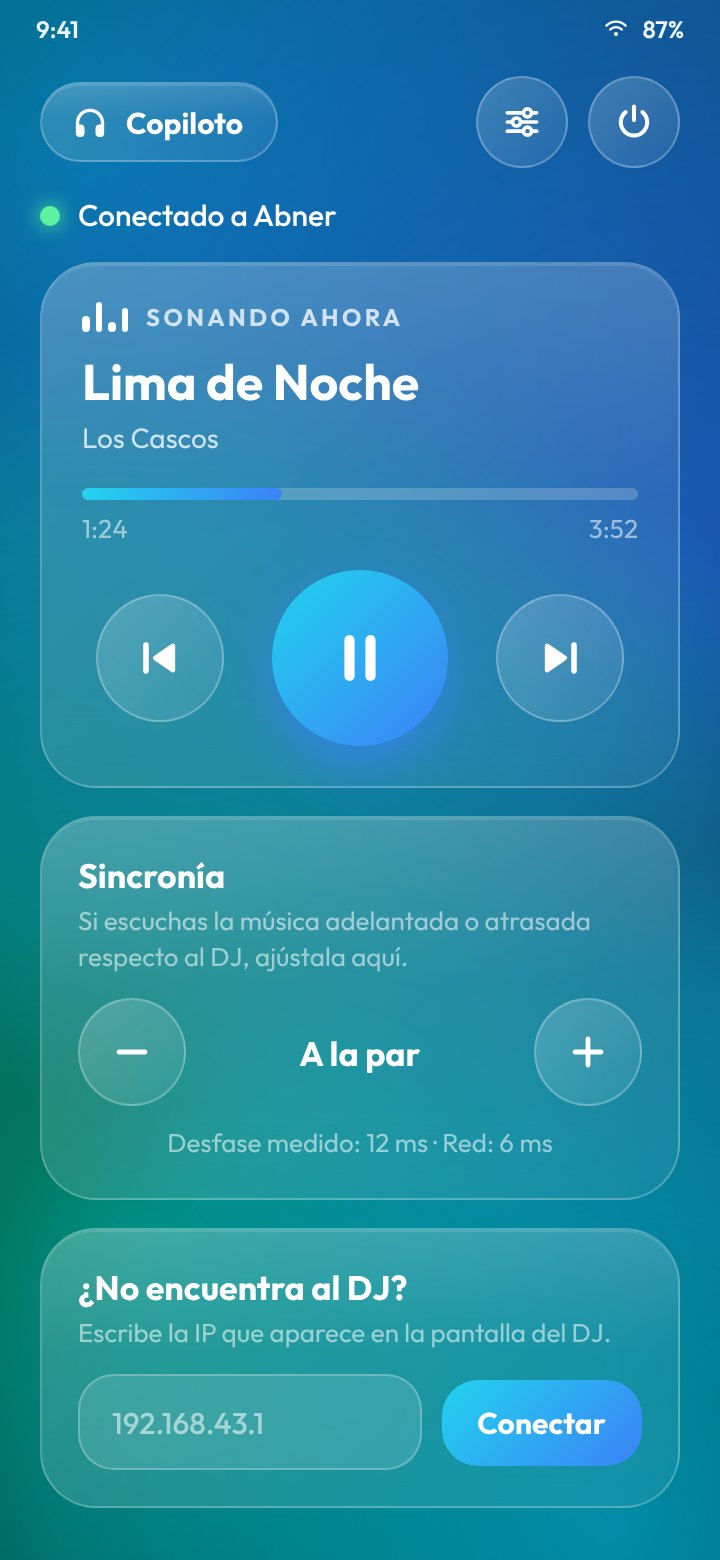 9:41
87%
Copiloto
Conectado a Abner
SONANDO AHORA
Lima de Noche
Los Cascos
1:24
3:52
Sincronía
Si escuchas la música adelantada o atrasada
respecto al DJ, ajústala aquí.
A la par
Desfase medido: 12 ms · Red: 6 ms
¿No encuentra al DJ?
Escribe la IP que aparece en la pantalla del DJ.
192.168.43.1
Conectar